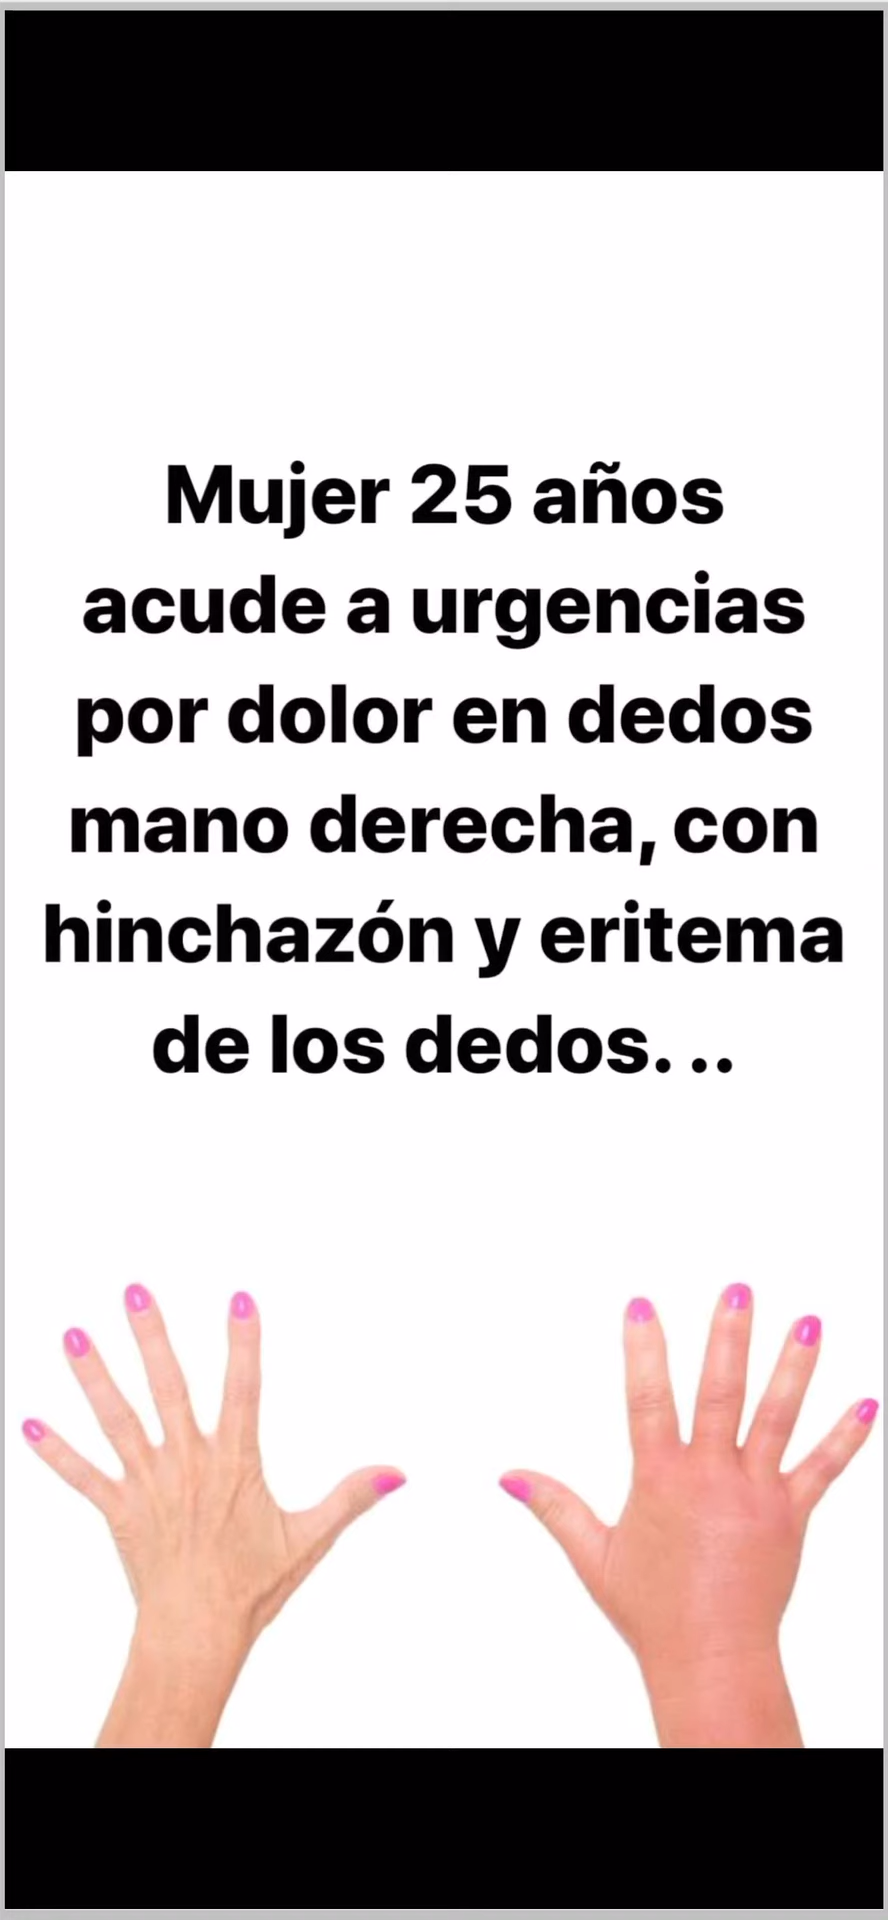 Mujer 25 años
acude a urgencias
por dolor en dedos
mano derecha, con
hinchazón y eritema
de los dedos. ..